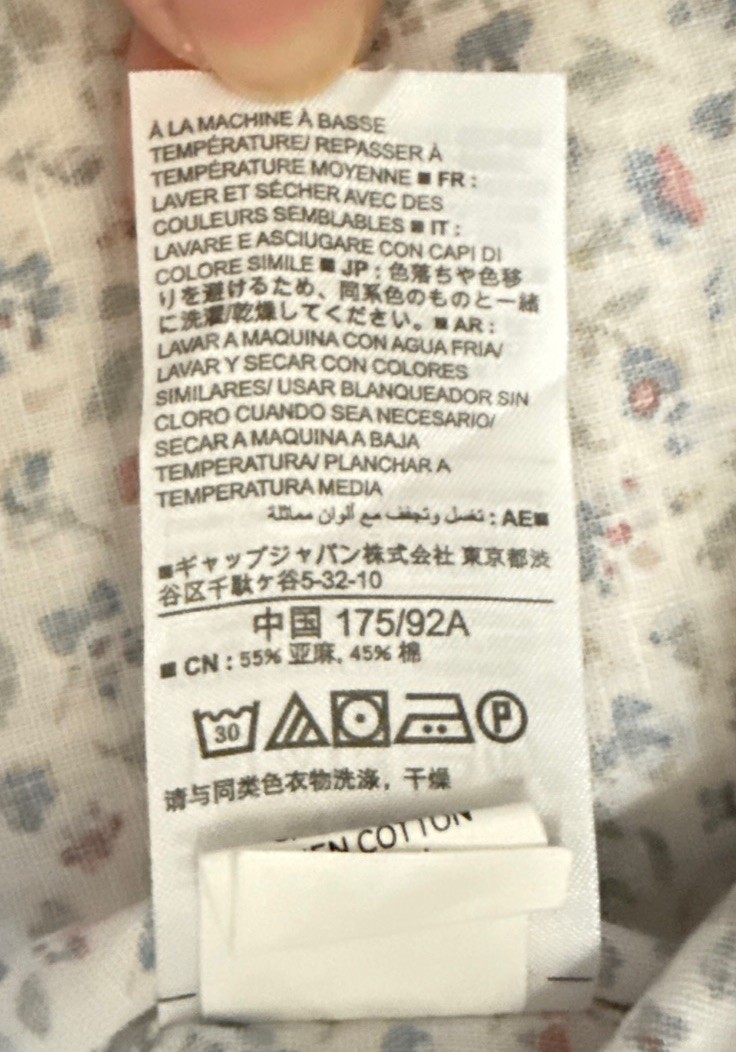 À LA MACHINE À BASSE
TEMPÉRATURE/ REPASSER À
TEMPÉRATURE MOYENNE ■ FR :
LAVER ET SÉCHER AVEC DES
COULEURS SEMBLABLES ■ IT :
LAVARE E ASCIUGARE CON CAPI DI
COLORE SIMILE ■ JP : 色落ちや色移
りを避けるため、同系色のものと一緒
に洗濯/乾燥してください。■ AR :
LAVAR A MAQUINA CON AGUA FRIA/
LAVAR Y SECAR CON COLORES
SIMILARES/ USAR BLANQUEADOR SIN
CLORO CUANDO SEA NECESARIO/
SECAR A MAQUINA A BAJA
TEMPERATURA/ PLANCHAR A
TEMPERATURA MEDIA
■AE : تغسل وتجفف مع ألوان مماثلة
■ギャップジャパン株式会社 東京都渋
谷区千駄ケ谷5-32-10
中国 175/92A
■ CN : 55% 亚麻, 45% 棉
30 P
请与同类色衣物洗涤，干燥
COTTON